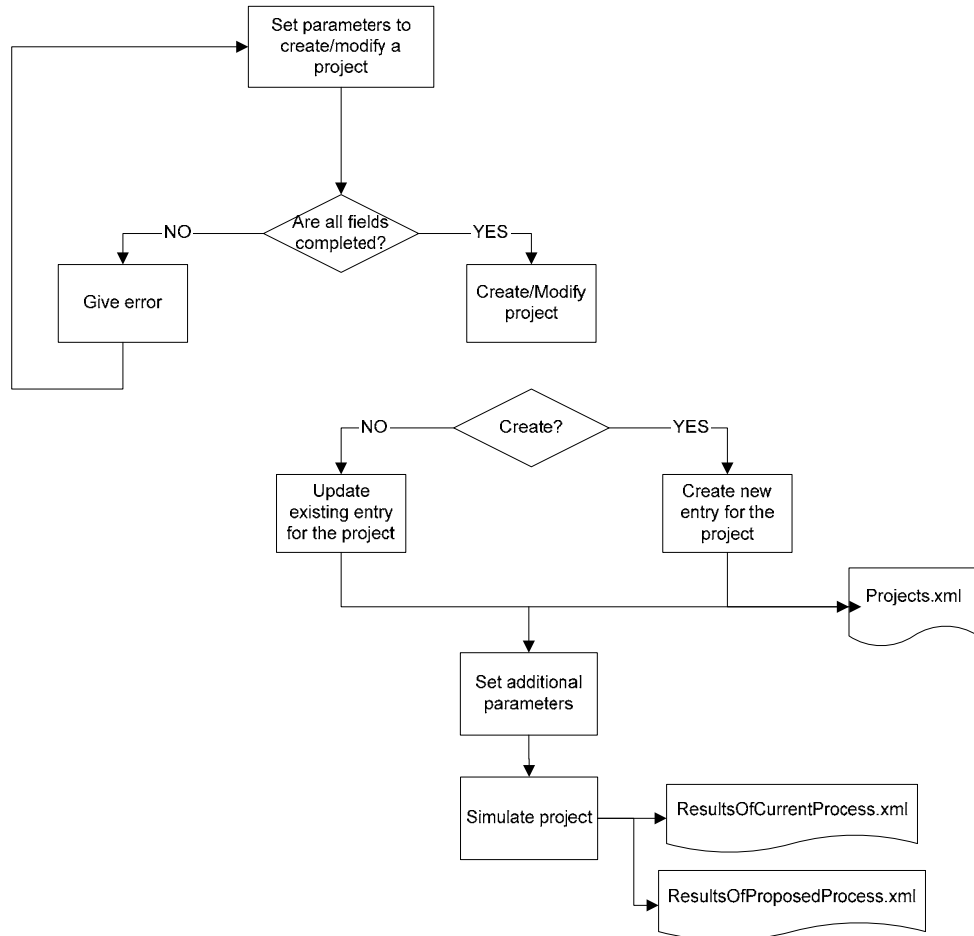 Set parameters to
create/modify a
project
Are all fields
completed?
NO
YES
Give error
Create/Modify
project
Create?
NO
YES
Update
existing entry
for the project
Create new
entry for the
project
Projects.xml
Set additional
parameters
Simulate project
ResultsOfCurrentProcess.xml
ResultsOfProposedProcess.xml